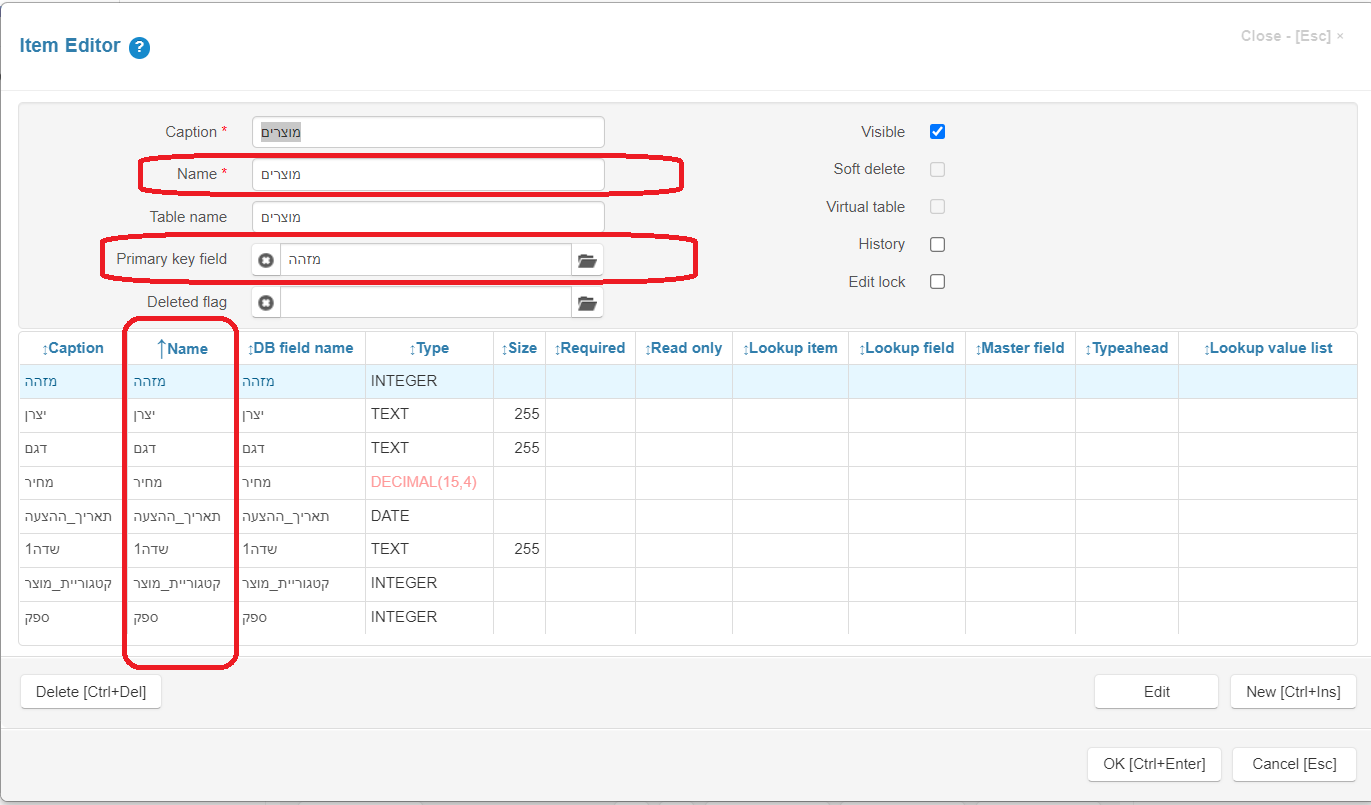 Item Editor ?
Close - [Esc] ×
Caption * מוצרים
Visible
Name * מוצרים
Soft delete
Table name מוצרים
Virtual table
Primary key field מזהה
History
Deleted flag
Edit lock
↕Caption ↑Name ↕DB field name ↕Type ↕Size ↕Required ↕Read only ↕Lookup item ↕Lookup field ↕Master field ↕Typeahead ↕Lookup value list
מזהה מזהה מזהה INTEGER
יצרן יצרן יצרן TEXT 255
דגם דגם דגם TEXT 255
מחיר מחיר מחיר DECIMAL(15,4)
תאריך_ההצעה תאריך_ההצעה תאריך_ההצעה DATE
שדה1 שדה1 שדה1 TEXT 255
קטגוריית_מוצר קטגוריית_מוצר קטגוריית_מוצר INTEGER
ספק ספק ספק INTEGER
Delete [Ctrl+Del] Edit New [Ctrl+Ins]
OK [Ctrl+Enter] Cancel [Esc]